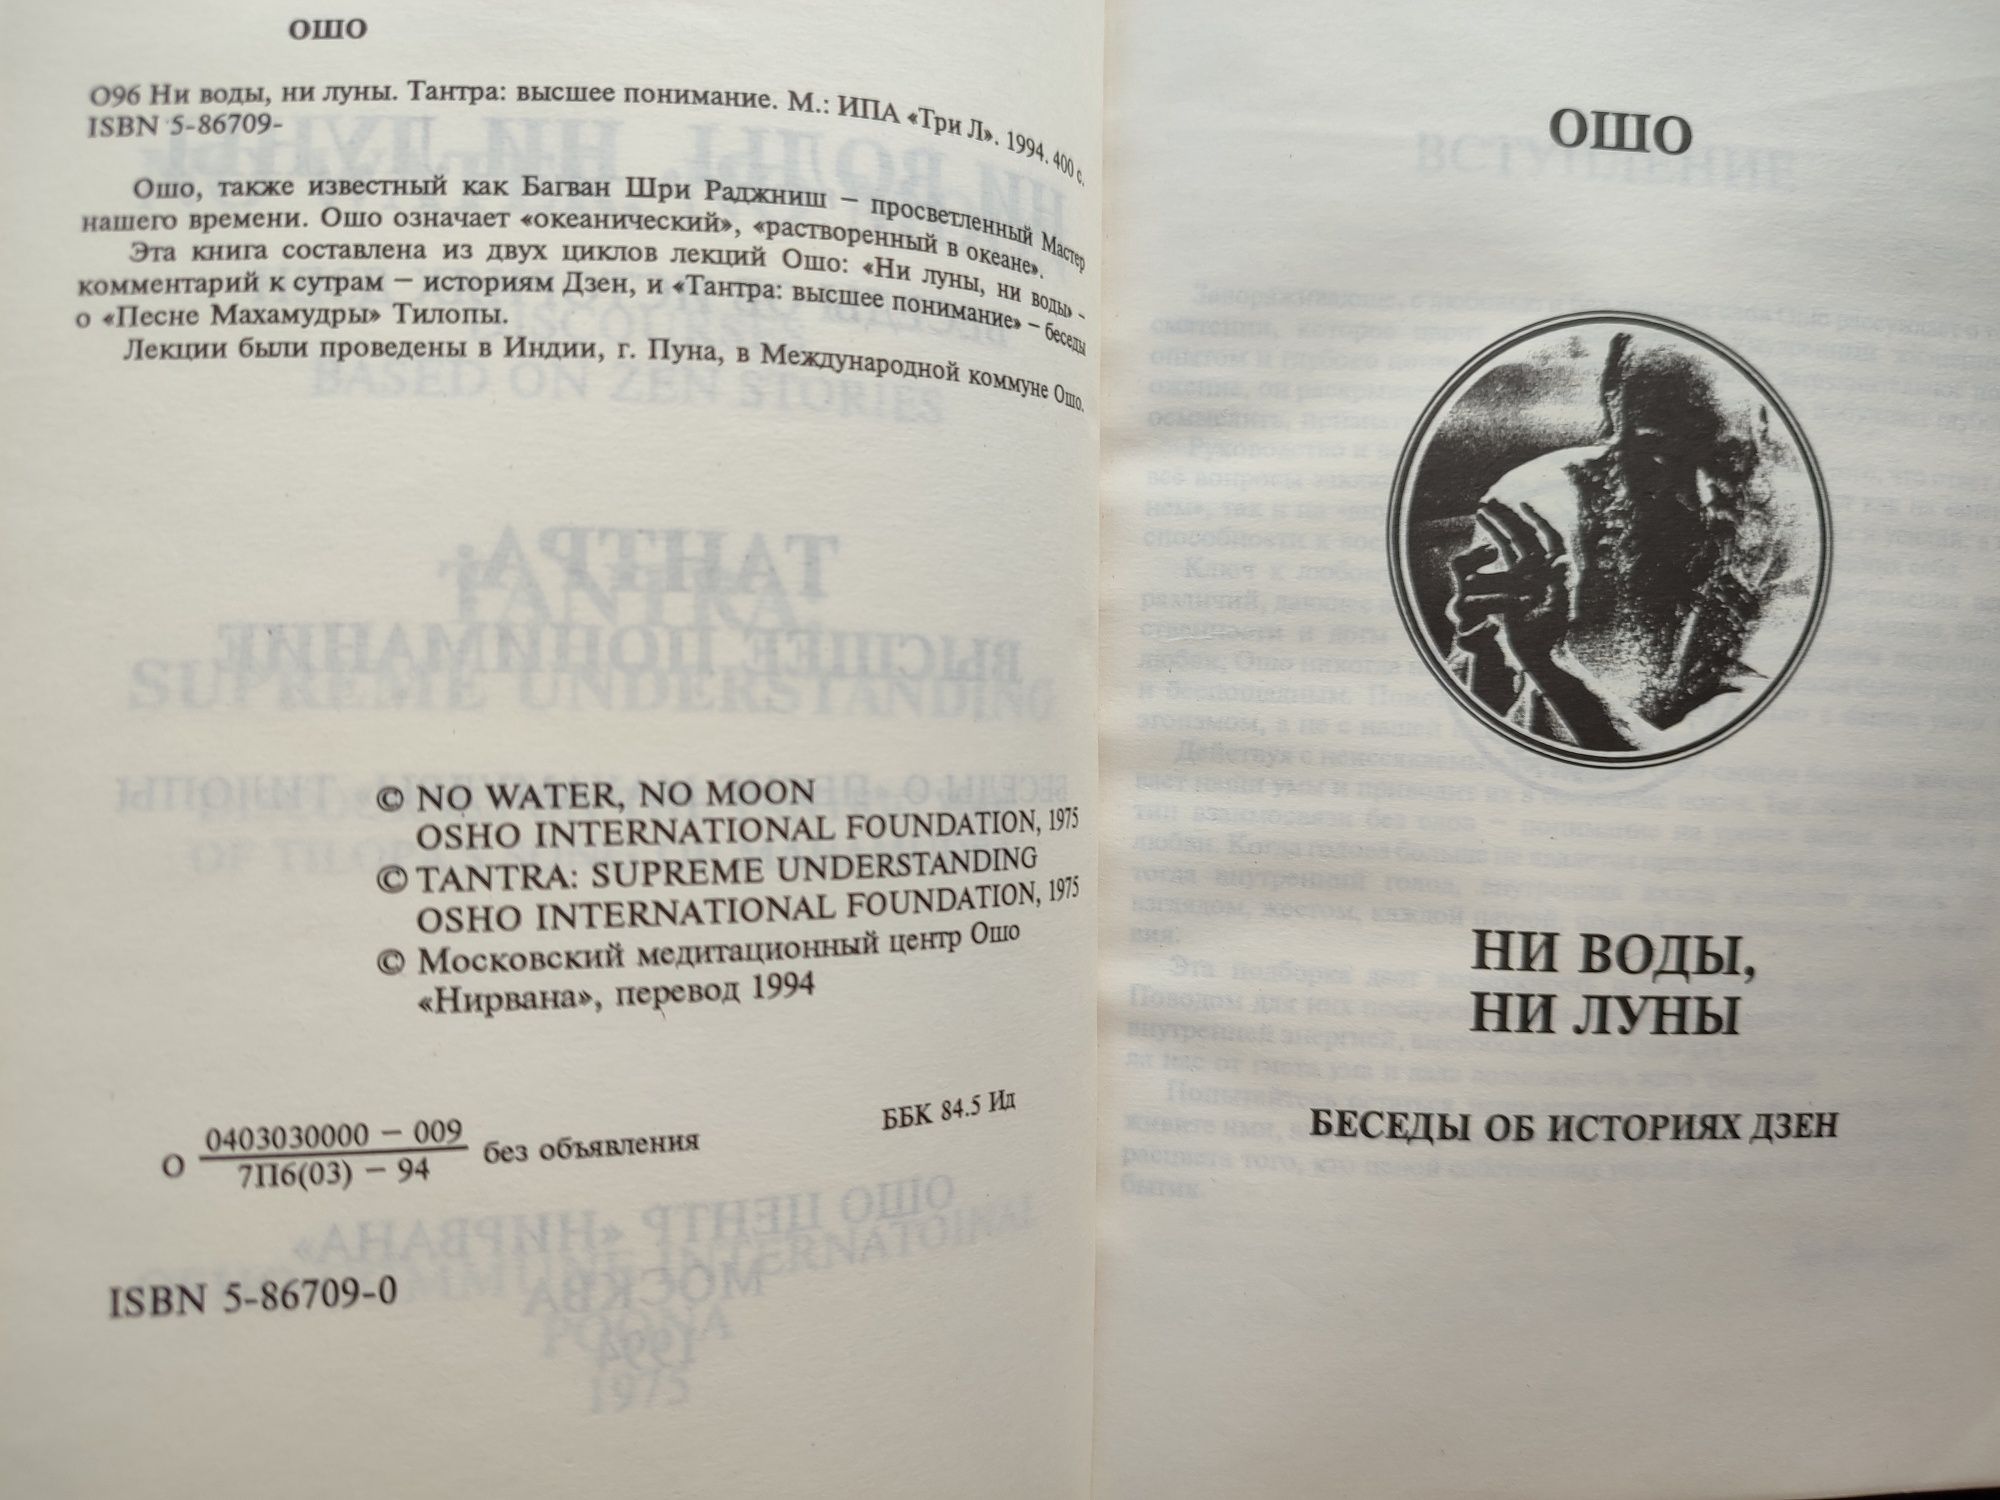 ОШО
О96 Ни воды, ни луны. Тантра: высшее понимание. М.: ИПА «Три Л». 1994. 400 с.
ISBN 5-86709-
Ошо, также известный как Багван Шри Раджниш – просветленный Мастер
нашего времени. Ошо означает «океанический», «растворенный в океане».
Эта книга составлена из двух циклов лекций Ошо: «Ни луны, ни воды» -
комментарий к сутрам – историям Дзен, и «Тантра: высшее понимание» – беседы
о «Песне Махамудры» Тилопы.
Лекции были проведены в Индии, г. Пуна, в Международной коммуне Ошо.
© NO WATER, NO MOON
OSHO INTERNATIONAL FOUNDATION, 1975
© TANTRA: SUPREME UNDERSTANDING
OSHO INTERNATIONAL FOUNDATION, 1975
© Московский медитационный центр Ошо
«Нирвана», перевод 1994
О 0403030000 – 009
7П6(03) – 94 без объявления
ББК 84.5 Ид
ISBN 5-86709-0
ОШО
НИ ВОДЫ,
НИ ЛУНЫ
БЕСЕДЫ ОБ ИСТОРИЯХ ДЗЕН